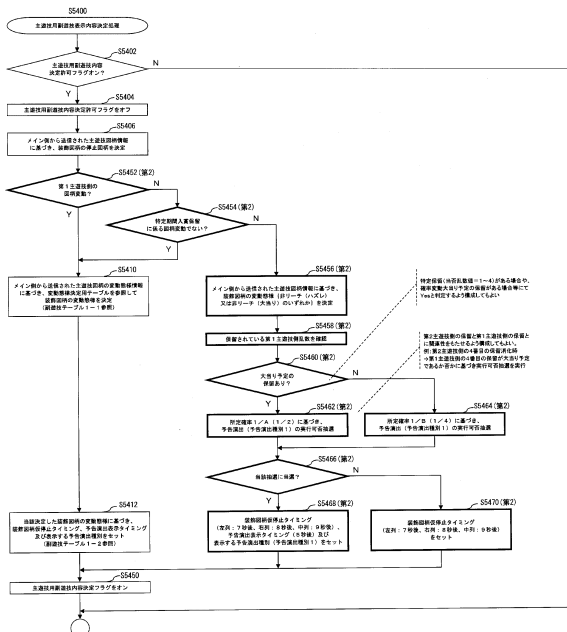 S5400
主遊技用副遊技表示内容決定処理
S5402
主遊技用副遊技内容
決定許可フラグオン?
N
Y
S5404
主遊技用副遊技内容決定許可フラグをオフ
S5406
メイン側から送信された主遊技図柄情報
に基づき、装飾図柄の停止図柄を決定
S5452(第2)
第1主遊技側の
図柄変動?
N
Y
S5454(第2)
特定期間入賞保留
に係る図柄変動でない?
N
Y
S5410
メイン側から送信された主遊技図柄の変動態様情報
に基づき、変動態様決定用テーブルを参照して
装飾図柄の変動態様を決定
(副遊技テーブル1-1参照)
S5456(第2)
メイン側から送信された主遊技図柄情報に基づき、
装飾図柄の変動態様(非リーチ(ハズレ)
又は非リーチ(大当り)のいずれか)を決定
特定保留(当否乱数値=1~4)がある場合や、
確率変動大当り予定の保留がある場合等にて
Yesと判定するよう構成してもよい
S5458(第2)
保留されている第1主遊技側乱数を確認
第2主遊技側の保留と第1主遊技側の保留と
に関連性をもたせるよう構成してもよい。
例:第2主遊技側の4番目の保留消化時
→第1主遊技側の4番目の保留が大当り予定
であるか否かに基づき実行可否抽選を実行
S5460(第2)
大当り予定の
保留あり?
N
Y
S5462(第2)
所定確率1/A(1/2)に基づき、
予告演出(予告演出種別1)の実行可否抽選
S5464(第2)
所定確率1/B(1/4)に基づき、
予告演出(予告演出種別1)の実行可否抽選
S5466(第2)
当該抽選に当選?
N
Y
S5412
当該決定した装飾図柄の変動態様に基づき、
装飾図柄仮停止タイミング、予告演出表示タイミング
及び表示する予告演出種別をセット
(副遊技テーブル1-2参照)
S5468(第2)
装飾図柄仮停止タイミング
(左列:7秒後、右列:8秒後、中列:9秒後)、
予告演出表示タイミング(5秒後)及び
表示する予告演出種別(予告演出種別1)をセット
S5470(第2)
装飾図柄仮停止タイミング
(左列:7秒後、右列:8秒後、中列:9秒後)
をセット
S5450
主遊技用副遊技内容決定フラグをオン